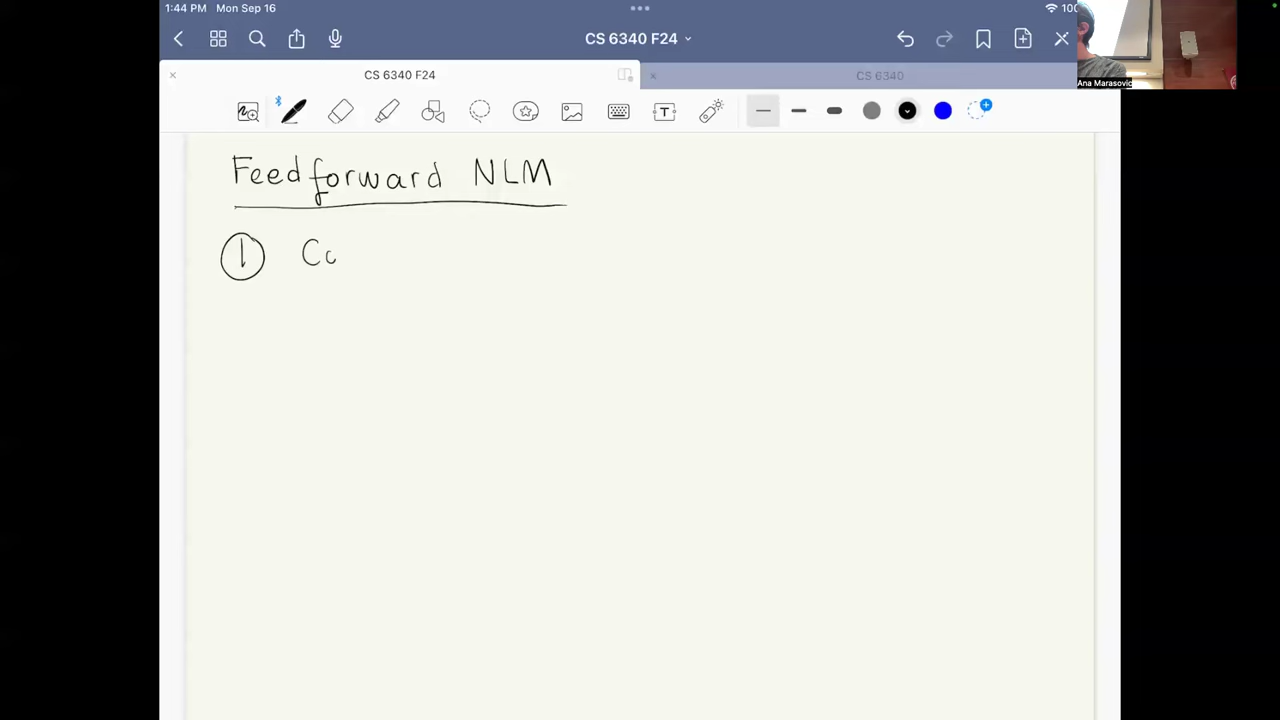 1:44 PM Mon Sep 16
100
CS 6340 F24
CS 6340 F24
CS 6340
Ana Marasovic
T
Feedforward NLM
1 Co